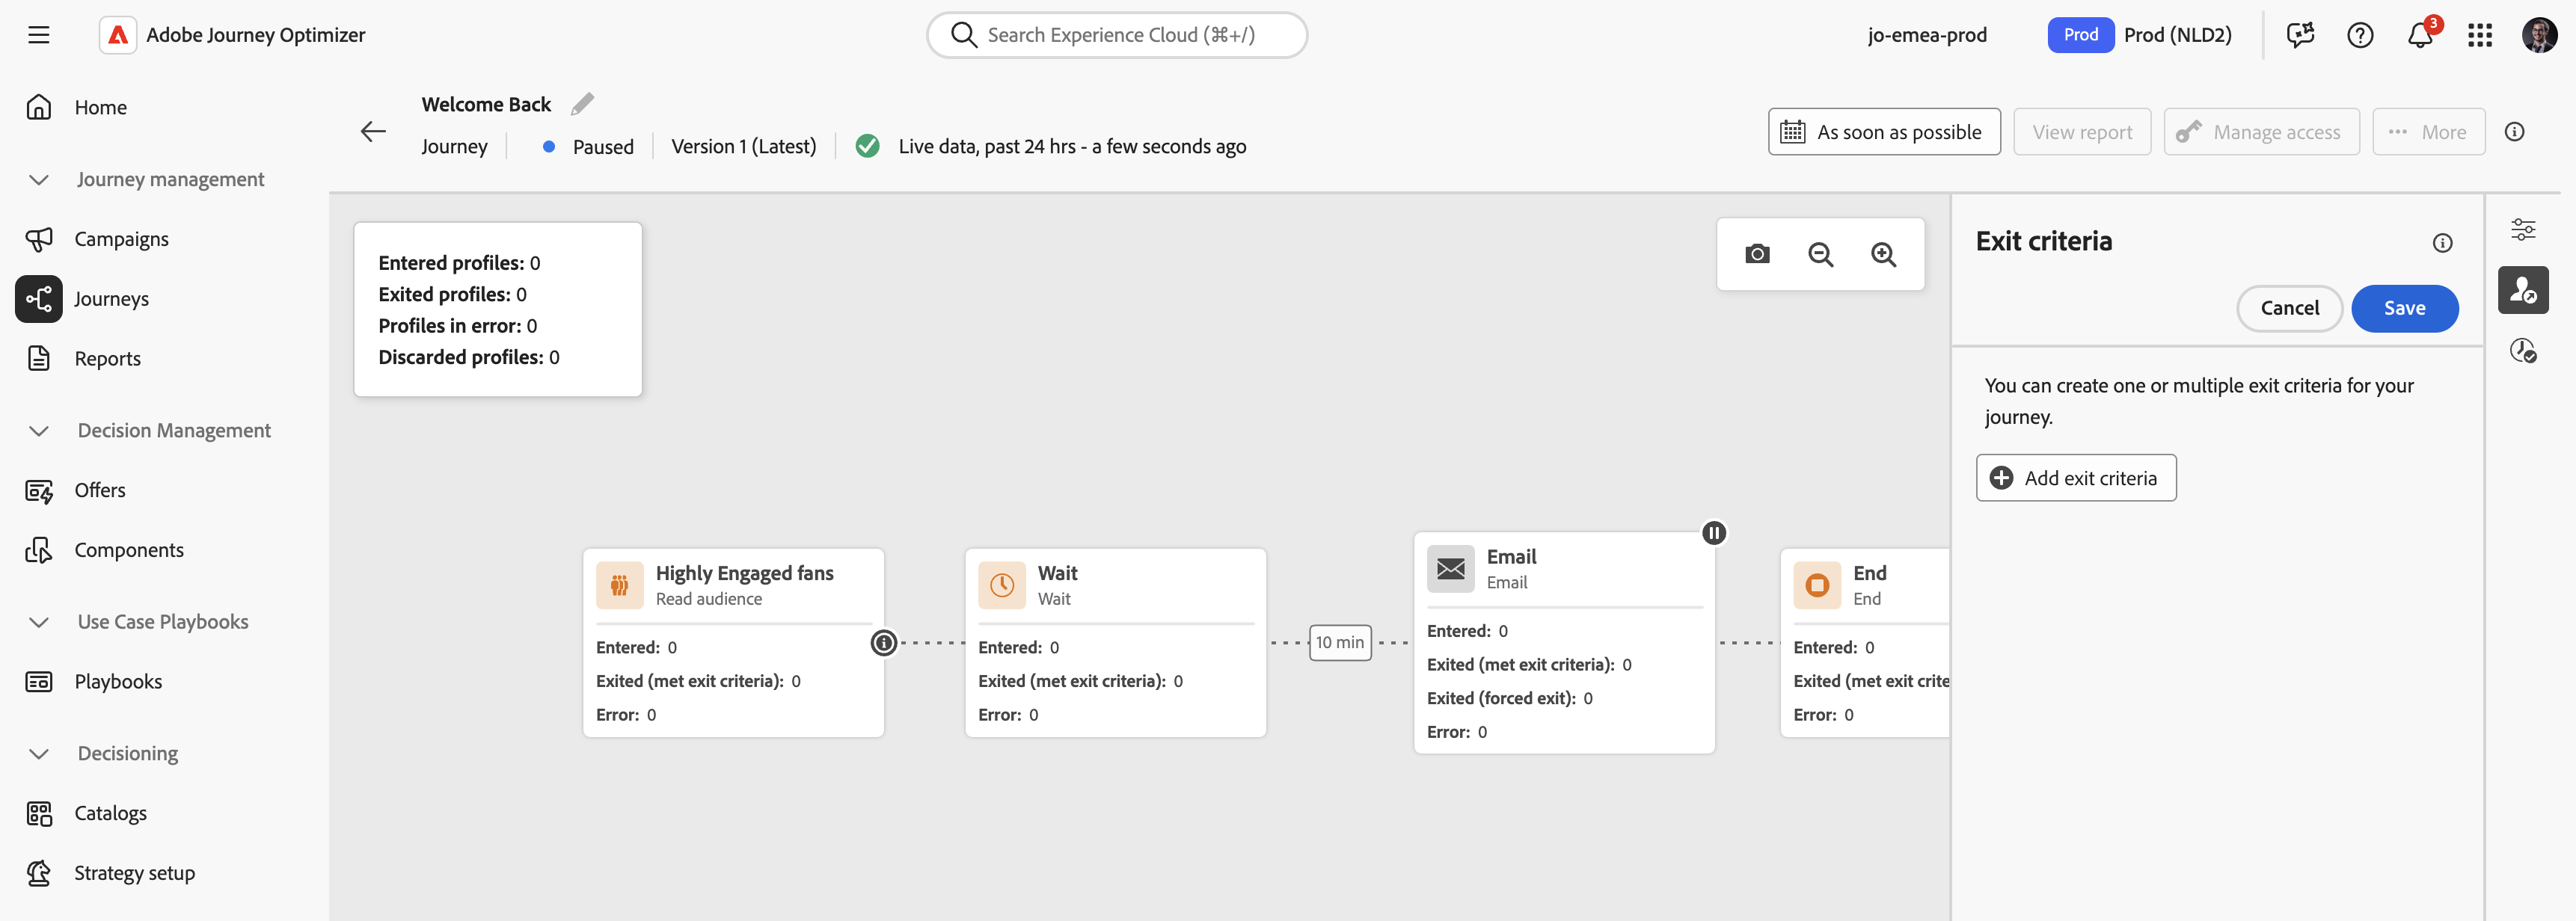 Adobe Journey Optimizer
Search Experience Cloud (⌘+/)
jo-emea-prod
Prod
Prod (NLD2)
3
Home
Journey management
Campaigns
Journeys
Reports
Decision Management
Offers
Components
Use Case Playbooks
Playbooks
Decisioning
Catalogs
Strategy setup
Welcome Back
Journey
Paused
Version 1 (Latest)
Live data, past 24 hrs - a few seconds ago
As soon as possible
View report
Manage access
More
Entered profiles: 0
Exited profiles: 0
Profiles in error: 0
Discarded profiles: 0
Highly Engaged fans
Read audience
Entered: 0
Exited (met exit criteria): 0
Error: 0
Wait
Wait
Entered: 0
Exited (met exit criteria): 0
Error: 0
10 min
Email
Email
Entered: 0
Exited (met exit criteria): 0
Exited (forced exit): 0
Error: 0
End
End
Entered: 0
Exited (met exit crite
Error: 0
Exit criteria
Cancel
Save
You can create one or multiple exit criteria for your
journey.
Add exit criteria